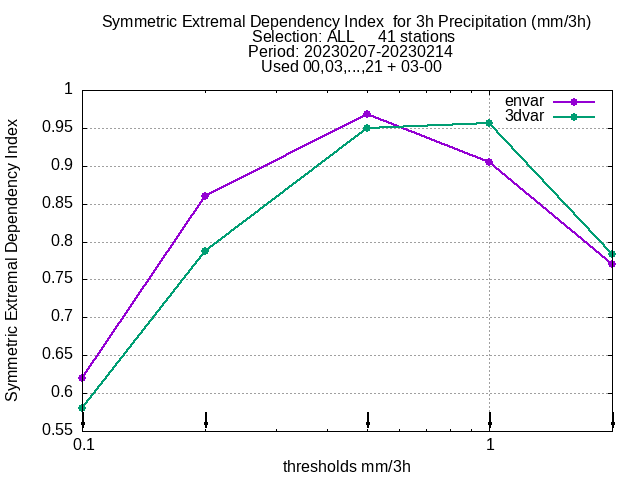 Symmetric Extremal Dependency Index  for 3h Precipitation (mm/3h)
Selection: ALL     41 stations
Period: 20230207-20230214
Used 00,03,...,21 + 03-00
envar
3dvar
1
0.95
0.9
0.85
0.8
0.75
0.7
0.65
0.6
0.55
Symmetric Extremal Dependency Index
0.1
1
thresholds mm/3h